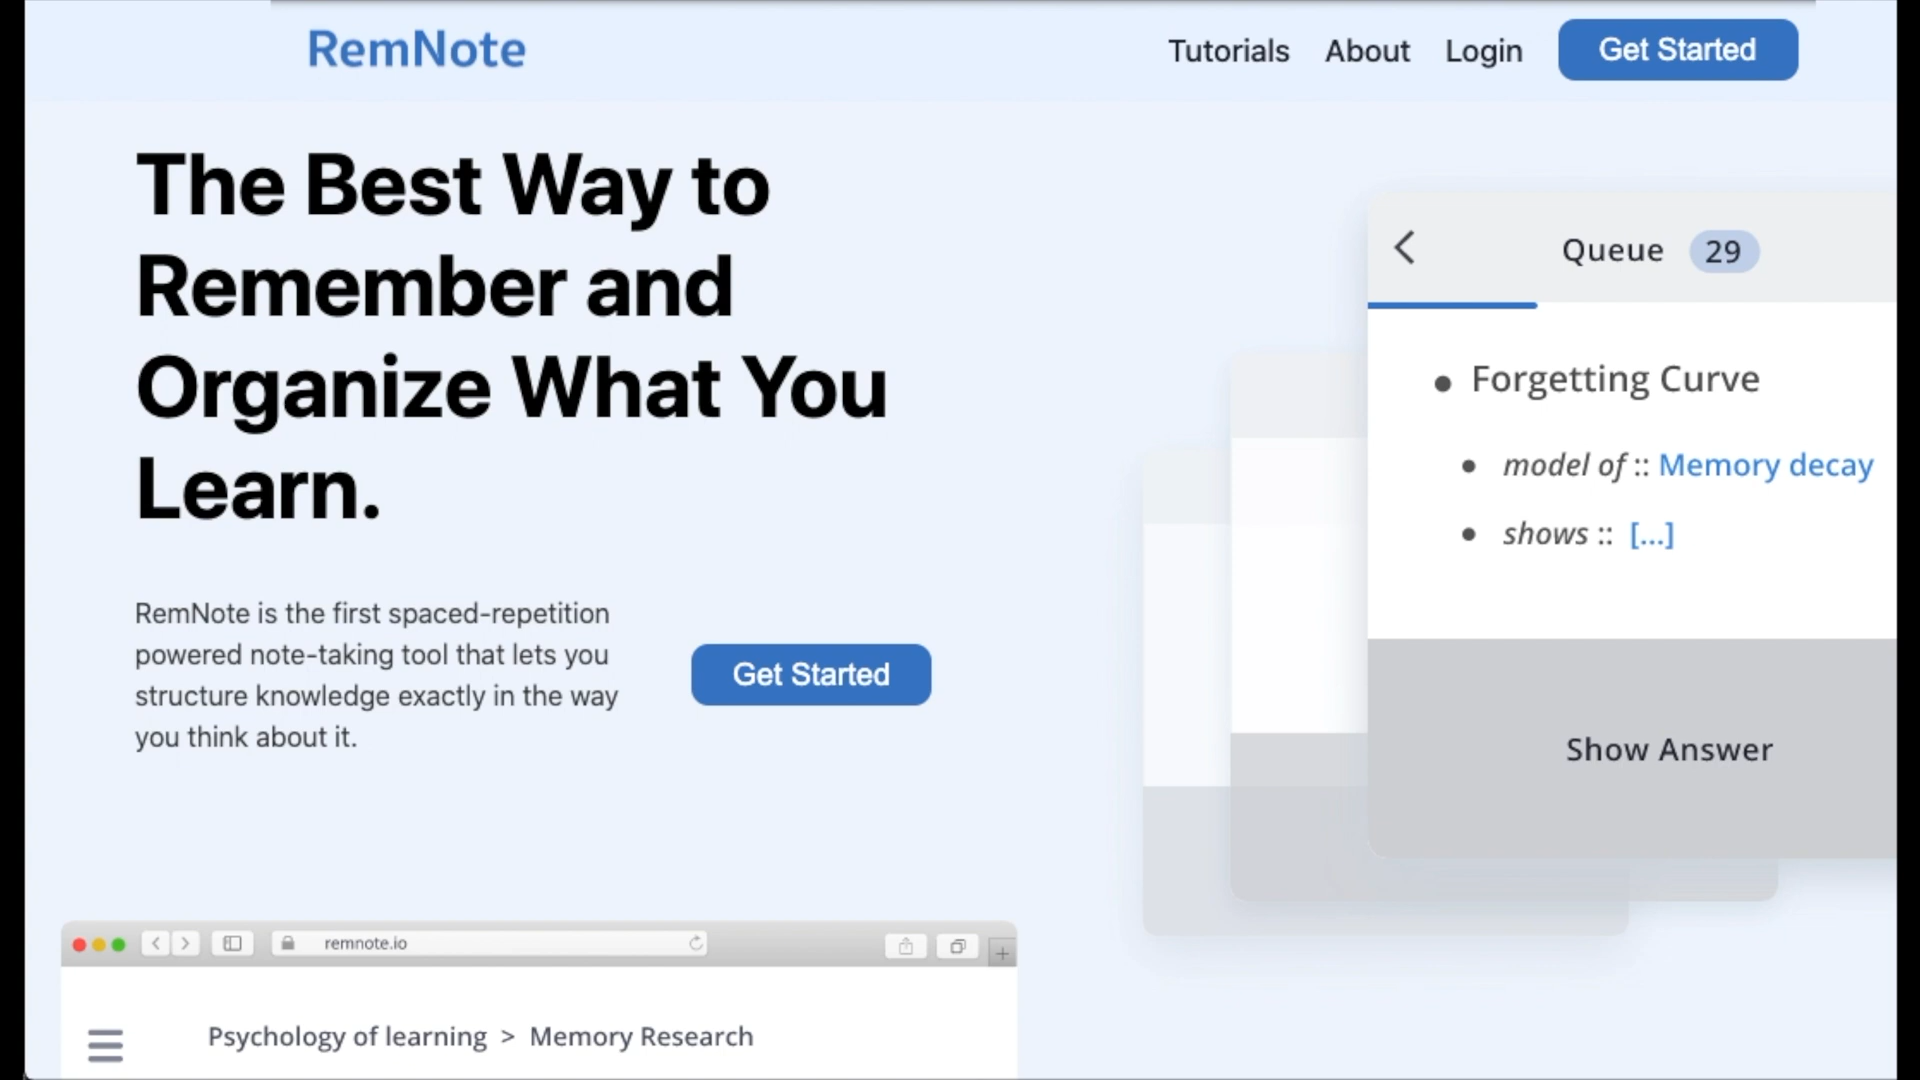 RemNote
Tutorials About Login Get Started
The Best Way to
Remember and
Organize What You
Learn.
RemNote is the first spaced-repetition
powered note-taking tool that lets you
structure knowledge exactly in the way
you think about it.
Get Started
Queue 29
Forgetting Curve
model of :: Memory decay
shows :: [...]
Show Answer
remnote.io
Psychology of learning > Memory Research